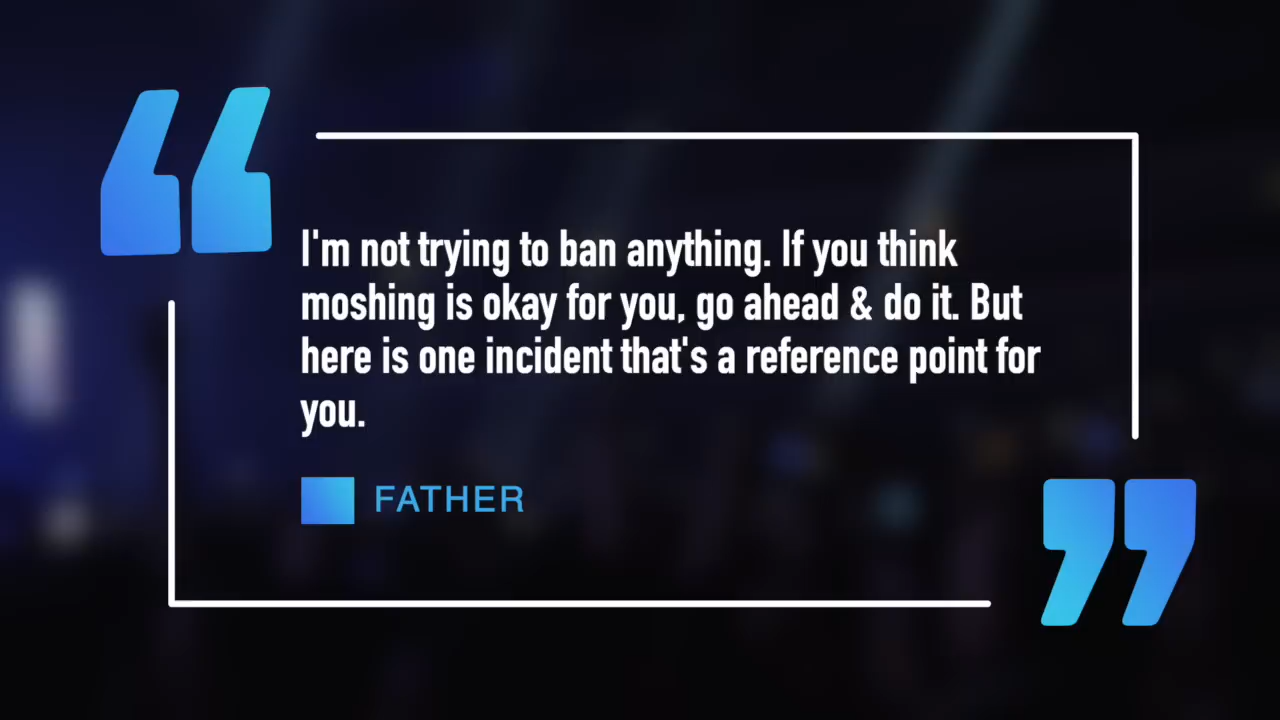 I'm not trying to ban anything. If you think
moshing is okay for you, go ahead & do it. But
here is one incident that's a reference point for
you.
FATHER